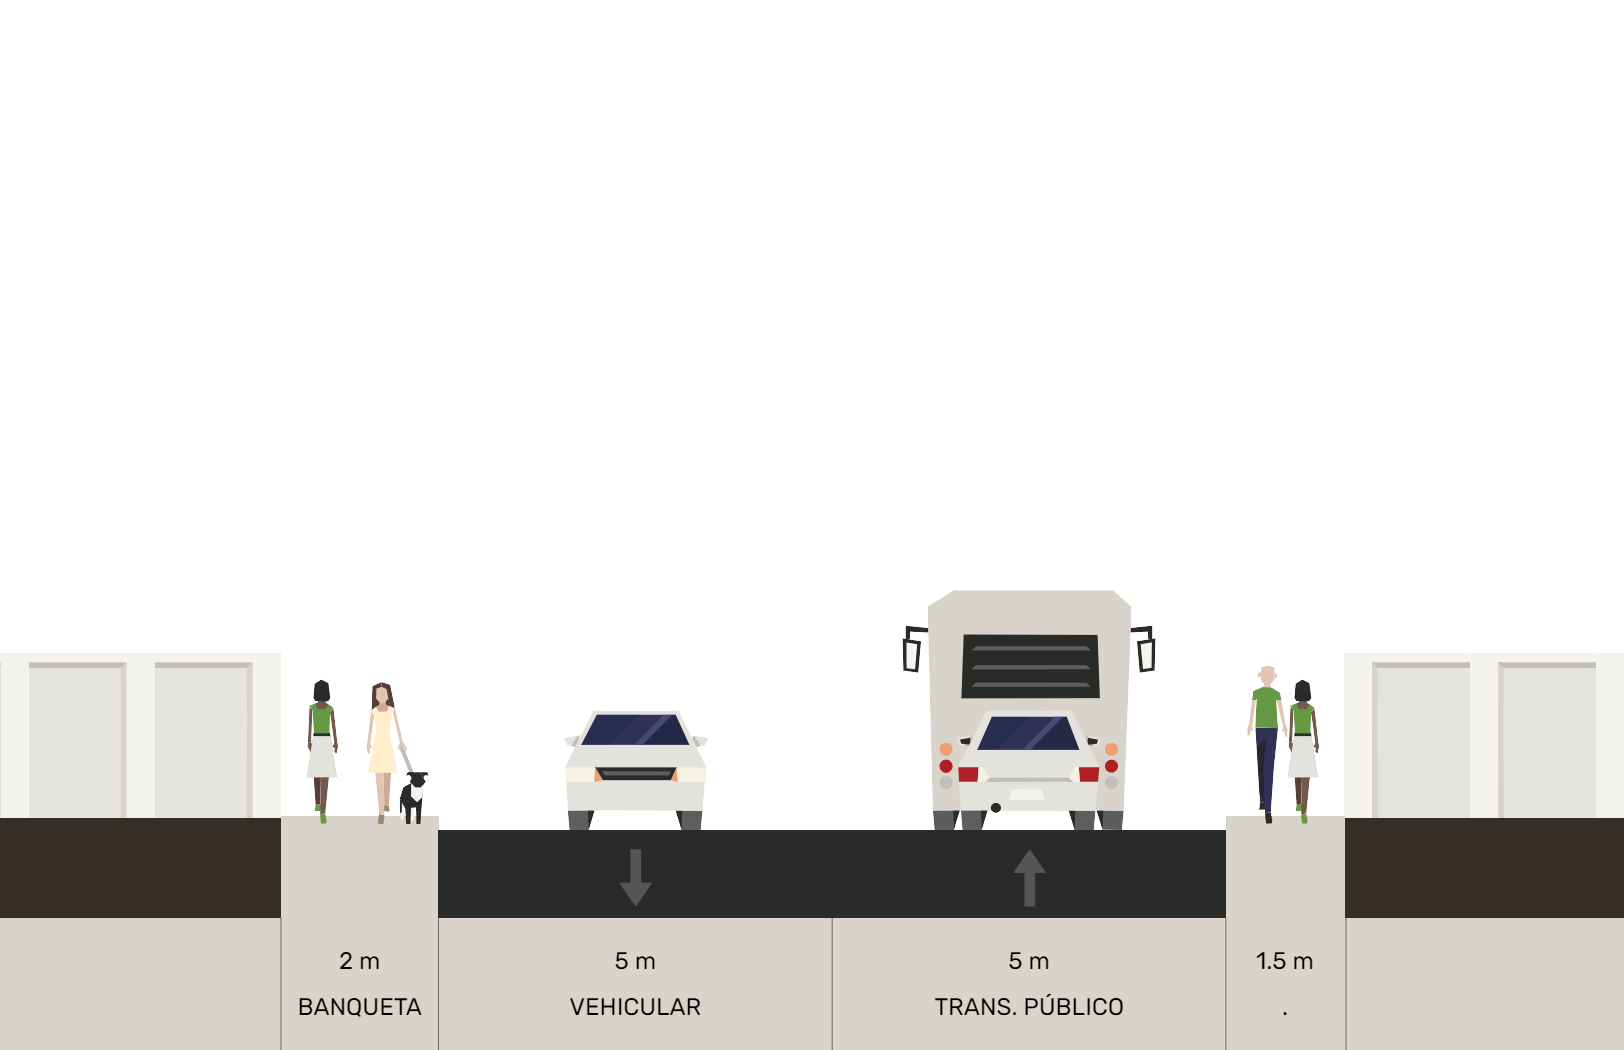 2 m
5 m
5 m
1.5 m
BANQUETA
VEHICULAR
TRANS. PÚBLICO
.